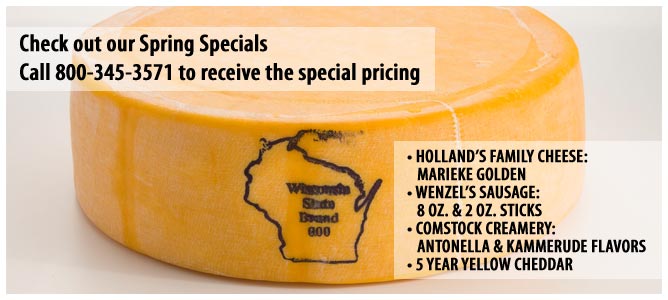 Check out our Spring Specials
Call 800-345-3571 to receive the special pricing
Wisconsin
State
Brand
600
• HOLLAND'S FAMILY CHEESE:
MARIEKE GOLDEN
• WENZEL'S SAUSAGE:
8 OZ. & 2 OZ. STICKS
• COMSTOCK CREAMERY:
ANTONELLA & KAMMERUDE FLAVORS
• 5 YEAR YELLOW CHEDDAR